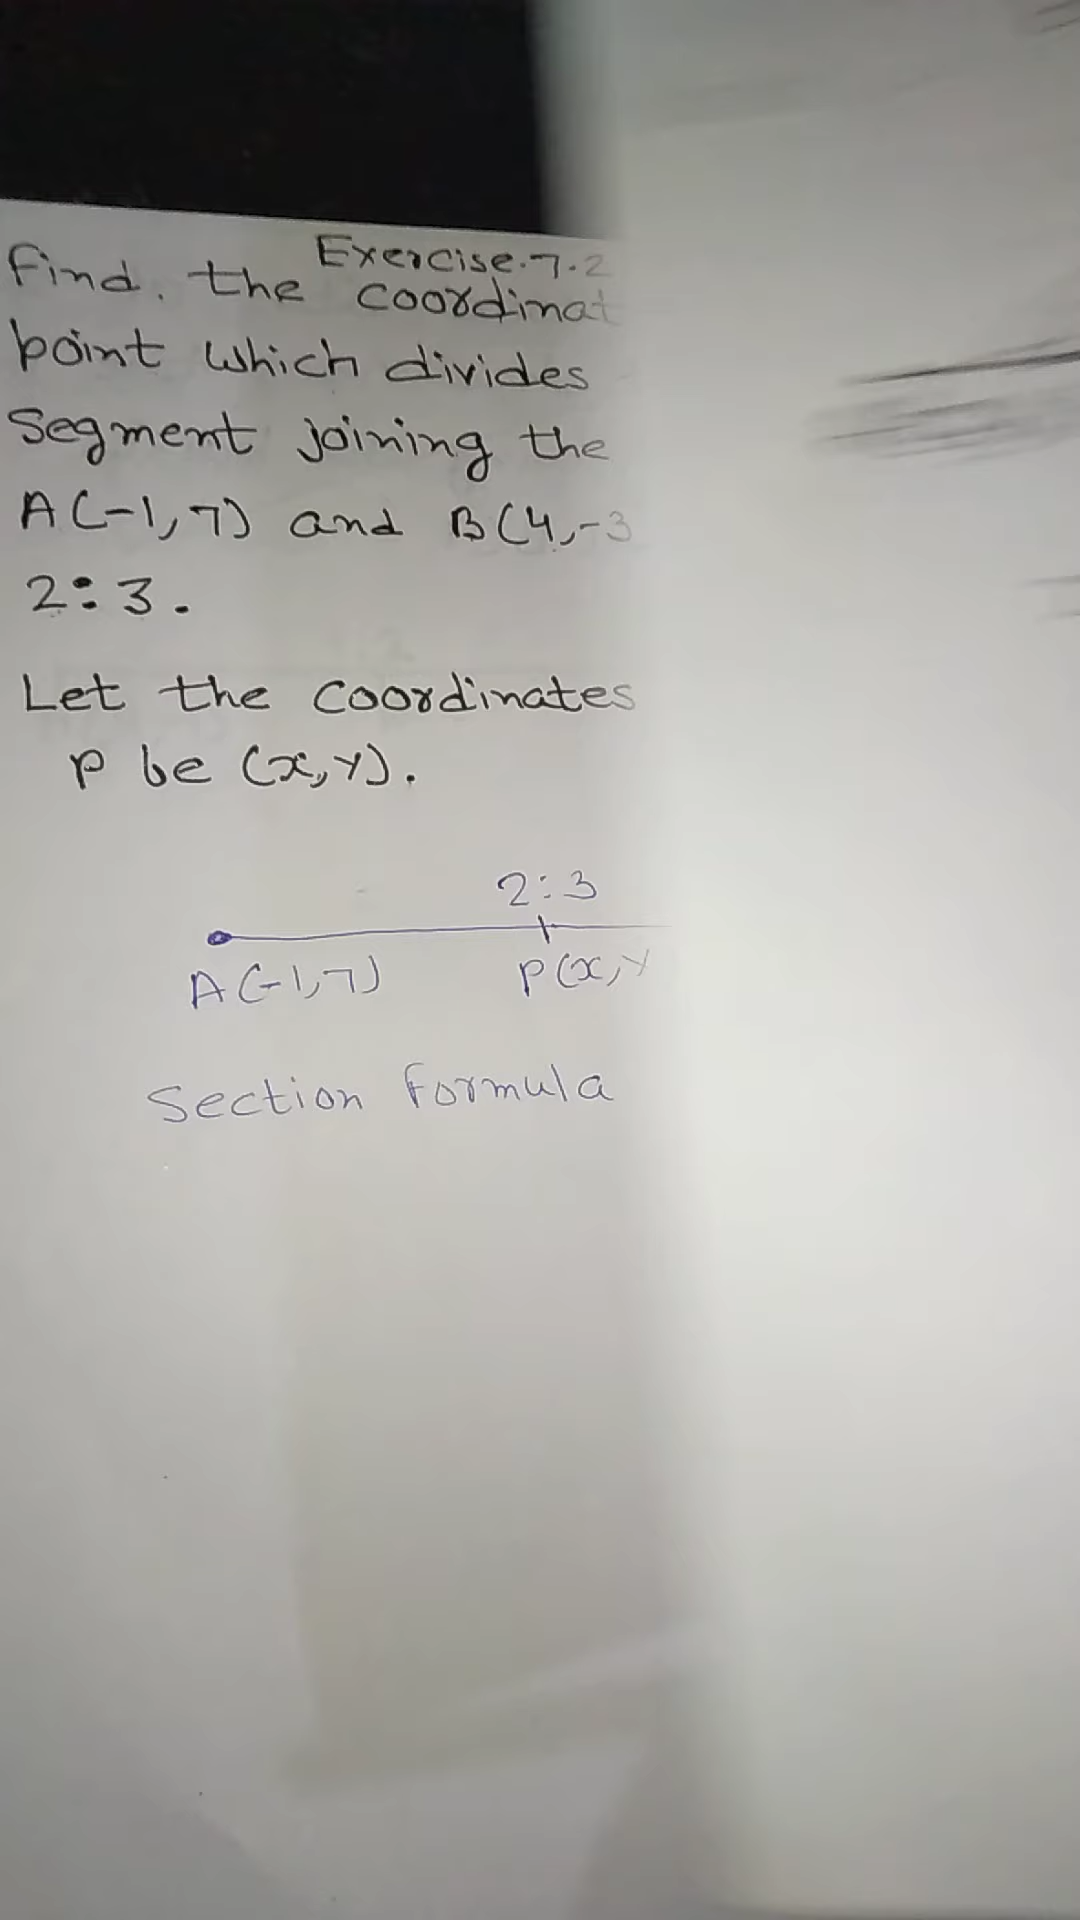 Exercise.7.2
Find. the coordinat
point which divides
Segment joining the
A(-1,7) and B(4,-3
2:3.
Let the coordinates
P be (x,y).
2:3
A(-1,7) P(x,y
Section Formula